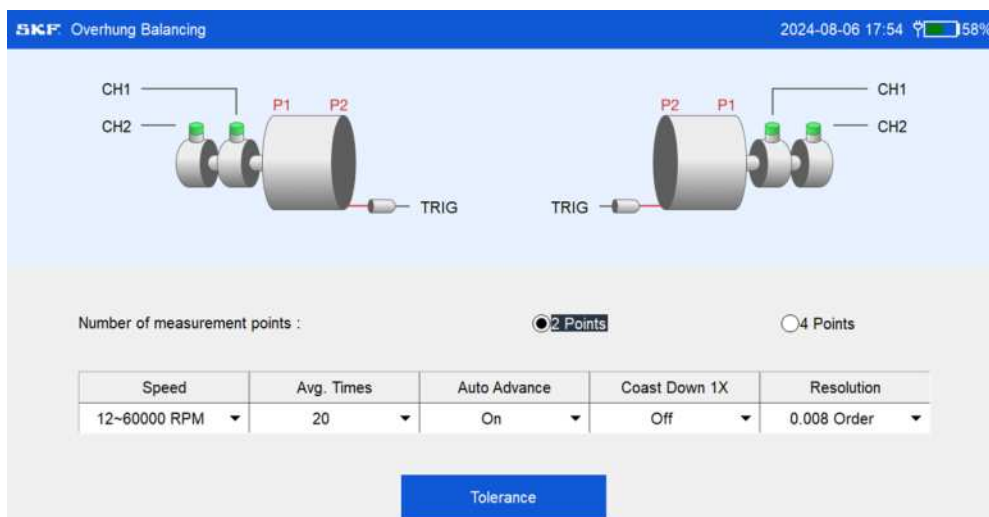 SKF. Overhung Balancing 2024-08-06 17:54 58%
CH1 CH1
P1 P2 P2 P1
CH2 CH2
TRIG TRIG
Number of measurement points : 2 Points 4 Points
Speed Avg. Times Auto Advance Coast Down 1X Resolution
12~60000 RPM 20 On Off 0.008 Order
Tolerance